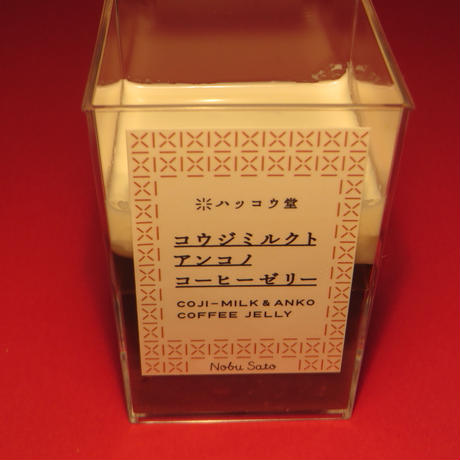 ハッコウ堂
コウジミルクト
アンコノ
コーヒーゼリー
COJI-MILK & ANKO
COFFEE JELLY
Nobu Sato